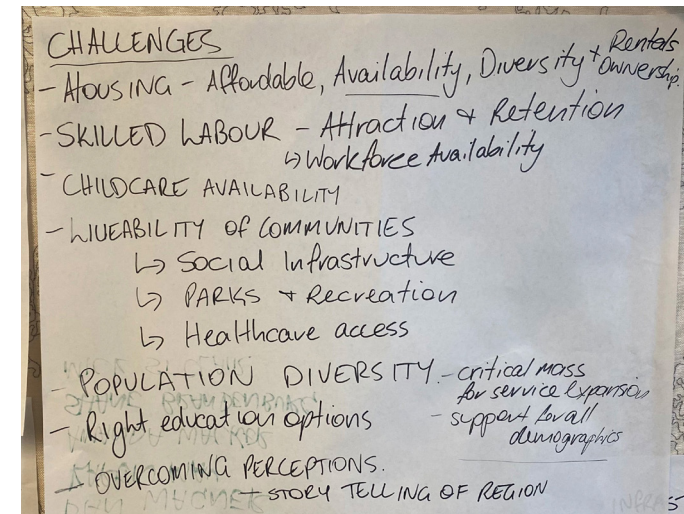 CHALLENGES
- HOUSING - Affordable, Availability, Diversity + Rentals Ownership.
- SKILLED LABOUR - Attraction & Retention
↳ Workforce Availability
- CHILDCARE AVAILABILITY
- LIVEABILITY OF COMMUNITIES
↳ Social Infrastructure
↳ PARKS + Recreation
↳ Healthcare access
- POPULATION DIVERSITY. - critical mass
for service expansion
- Right education options
- support for all
demographics
- OVERCOMING PERCEPTIONS.
+ STORY TELLING OF REGION